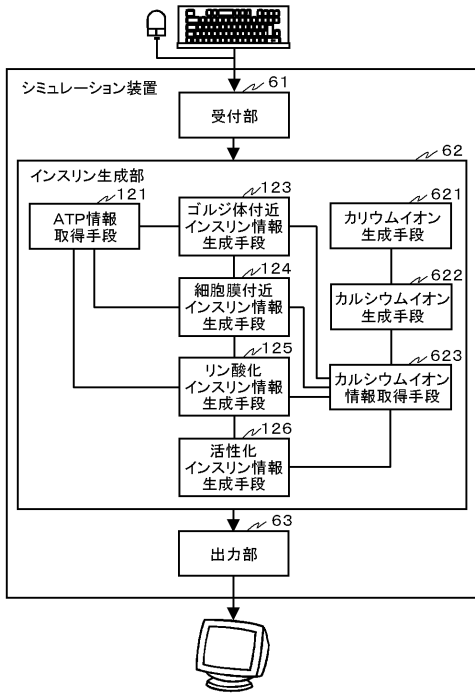 シミュレーション装置
61
受付部
62
インスリン生成部
121
ATP情報
取得手段
123
ゴルジ体付近
インスリン情報
生成手段
124
細胞膜付近
インスリン情報
生成手段
125
リン酸化
インスリン情報
生成手段
126
活性化
インスリン情報
生成手段
621
カリウムイオン
生成手段
622
カルシウムイオン
生成手段
623
カルシウムイオン
情報取得手段
63
出力部